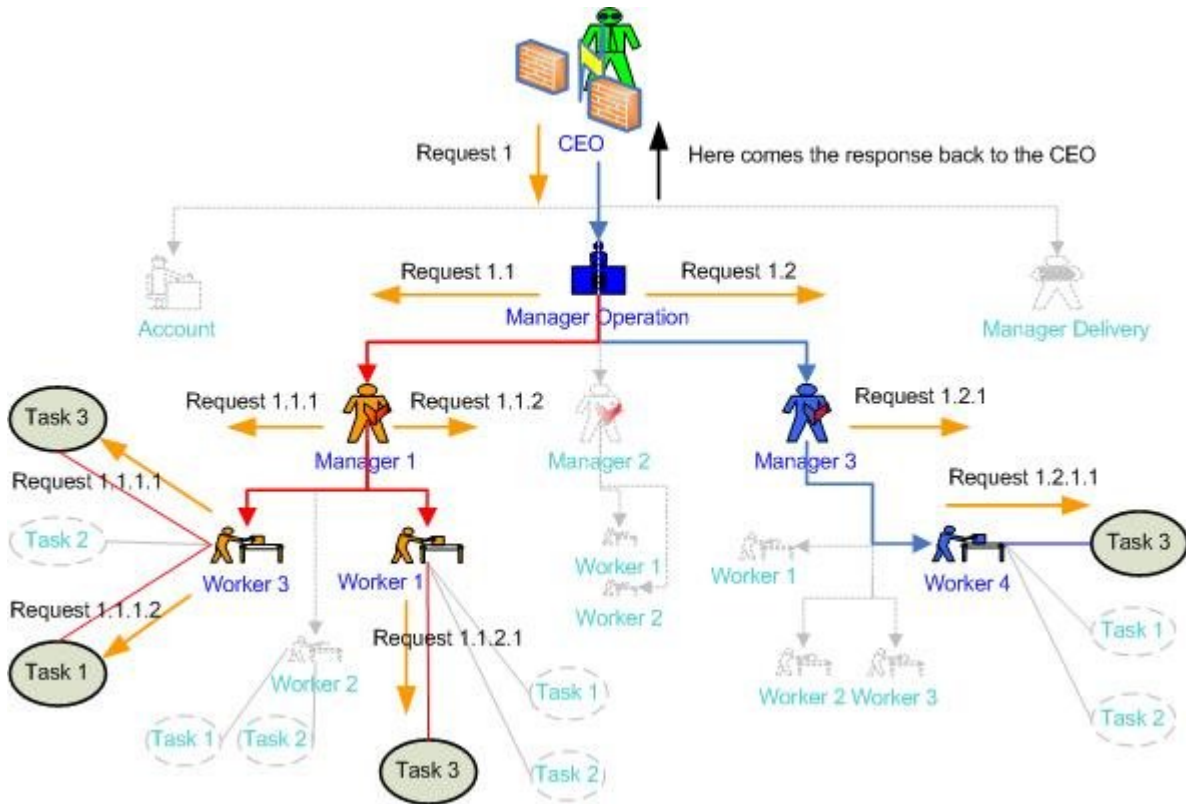 CEO
Request 1
Here comes the response back to the CEO
Request 1.1
Request 1.2
Account
Manager Operation
Manager Delivery
Request 1.1.1
Request 1.1.2
Request 1.2.1
Task 3
Manager 1
Manager 2
Manager 3
Request 1.1.1.1
Request 1.2.1.1
Task 2
Task 3
Worker 3
Worker 1
Worker 1
Worker 1
Worker 4
Worker 2
Request 1.1.1.2
Request 1.1.2.1
Task 1
Task 1
Worker 2
Task 1
Worker 2
Worker 3
Task 2
Task 1
Task 2
Task 3
Task 2